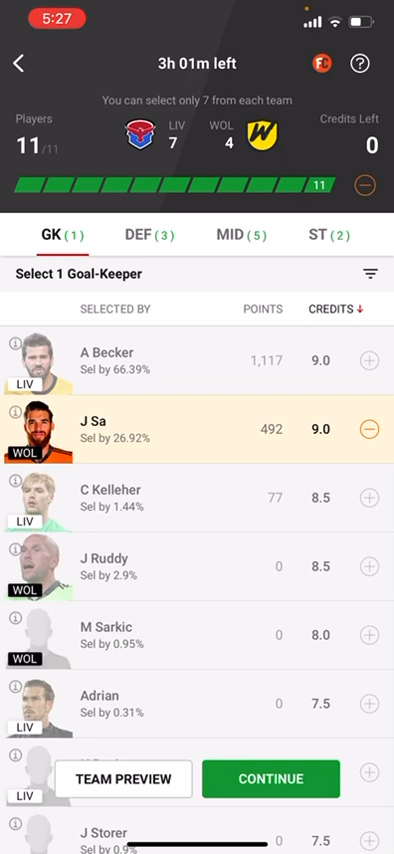 5:27
3h 01m left
FC
?
You can select only 7 from each team
Players
LIV
WOL
Credits Left
11/11
7
4
0
11
GK (1)
DEF (3)
MID (5)
ST (2)
Select 1 Goal-Keeper
SELECTED BY
POINTS
CREDITS ↓
A Becker
Sel by 66.39%
1,117
9.0
LIV
J Sa
Sel by 26.92%
492
9.0
WOL
C Kelleher
Sel by 1.44%
77
8.5
LIV
J Ruddy
Sel by 2.9%
0
8.5
WOL
M Sarkic
Sel by 0.95%
0
8.0
WOL
Adrian
Sel by 0.31%
0
7.5
LIV
TEAM PREVIEW
CONTINUE
LIV
J Storer
Sel by 0.9%
0
7.5